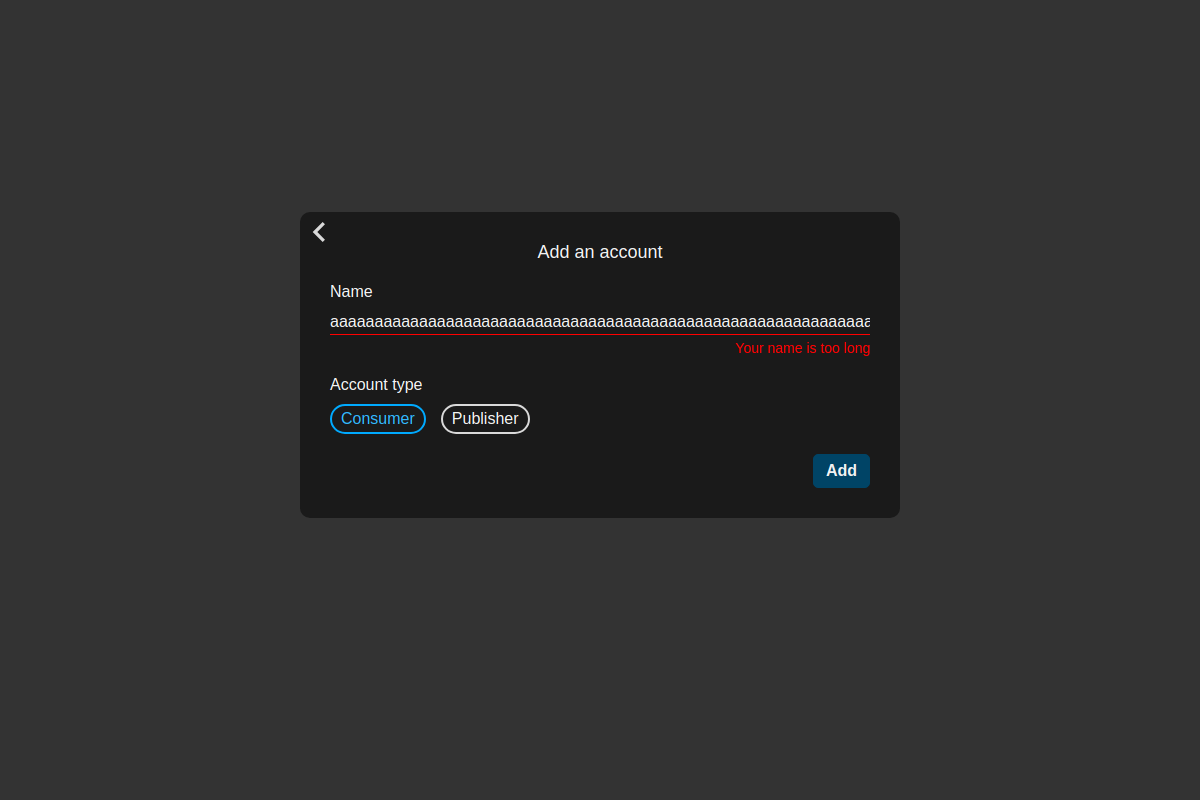 Add an account
Name
aaaaaaaaaaaaaaaaaaaaaaaaaaaaaaaaaaaaaaaaaaaaaaaaaaaaaaaaaaaaa
Your name is too long
Account type
Consumer Publisher
Add